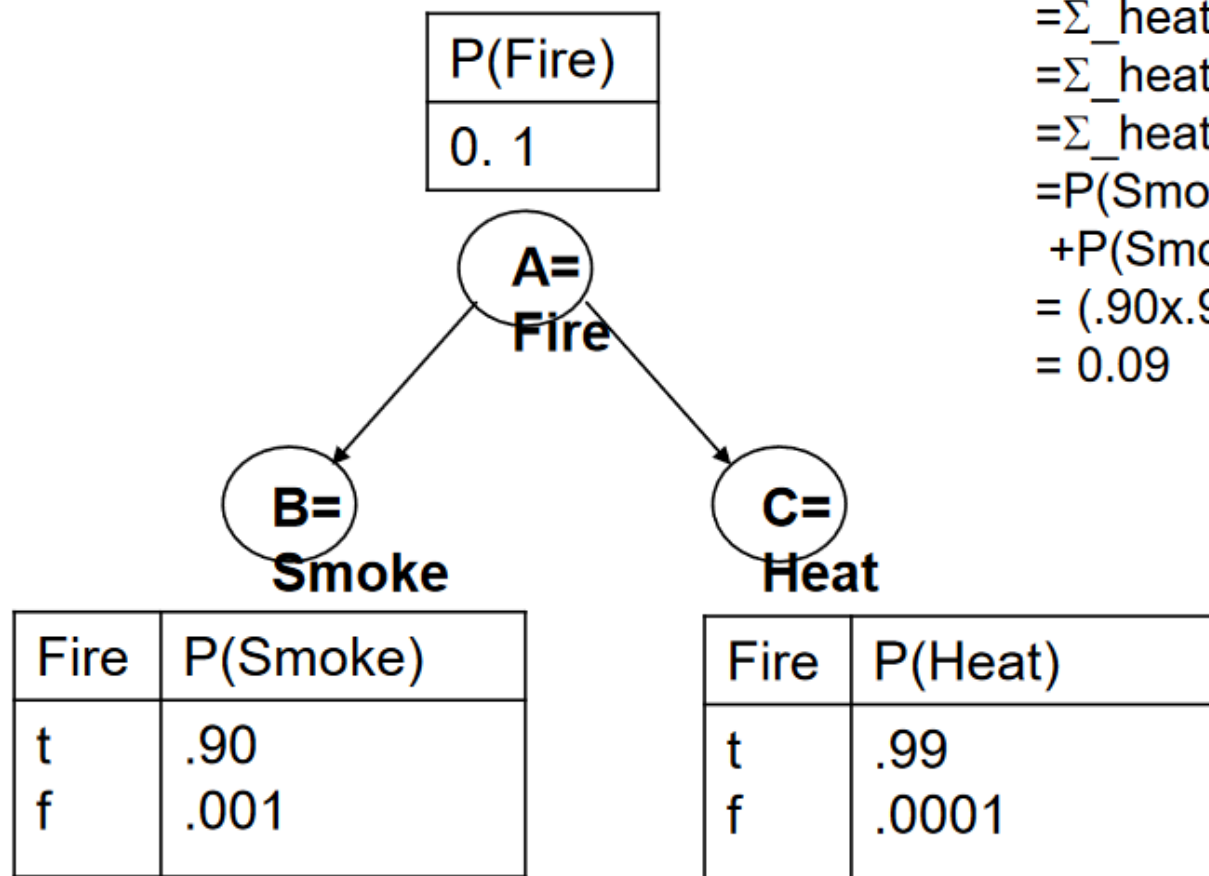 P(Fire)
0. 1
A=
Fire
B=
Smoke
C=
Heat
Fire P(Smoke)
t .90
f .001
Fire P(Heat)
t .99
f .0001
=Σ_heat
=Σ_heat
=Σ_heat
=P(Smo
+P(Smo
= (.90x.9
= 0.09